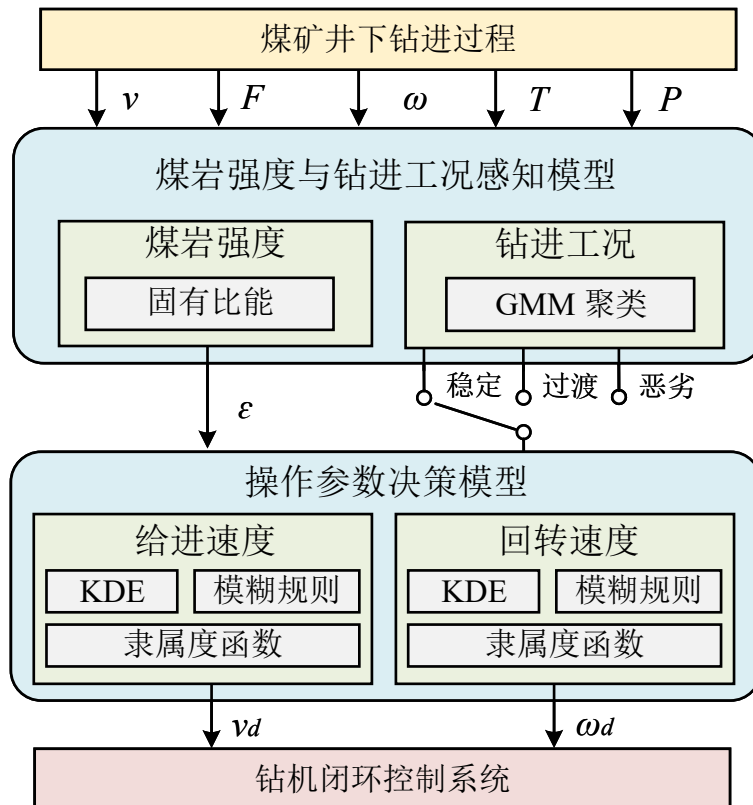 煤矿井下钻进过程
v F ω T P
煤岩强度与钻进工况感知模型
煤岩强度 钻进工况
固有比能 GMM 聚类
稳定 过渡 恶劣
ε
操作参数决策模型
给进速度 回转速度
KDE 模糊规则 KDE 模糊规则
隶属度函数 隶属度函数
vd ωd
钻机闭环控制系统